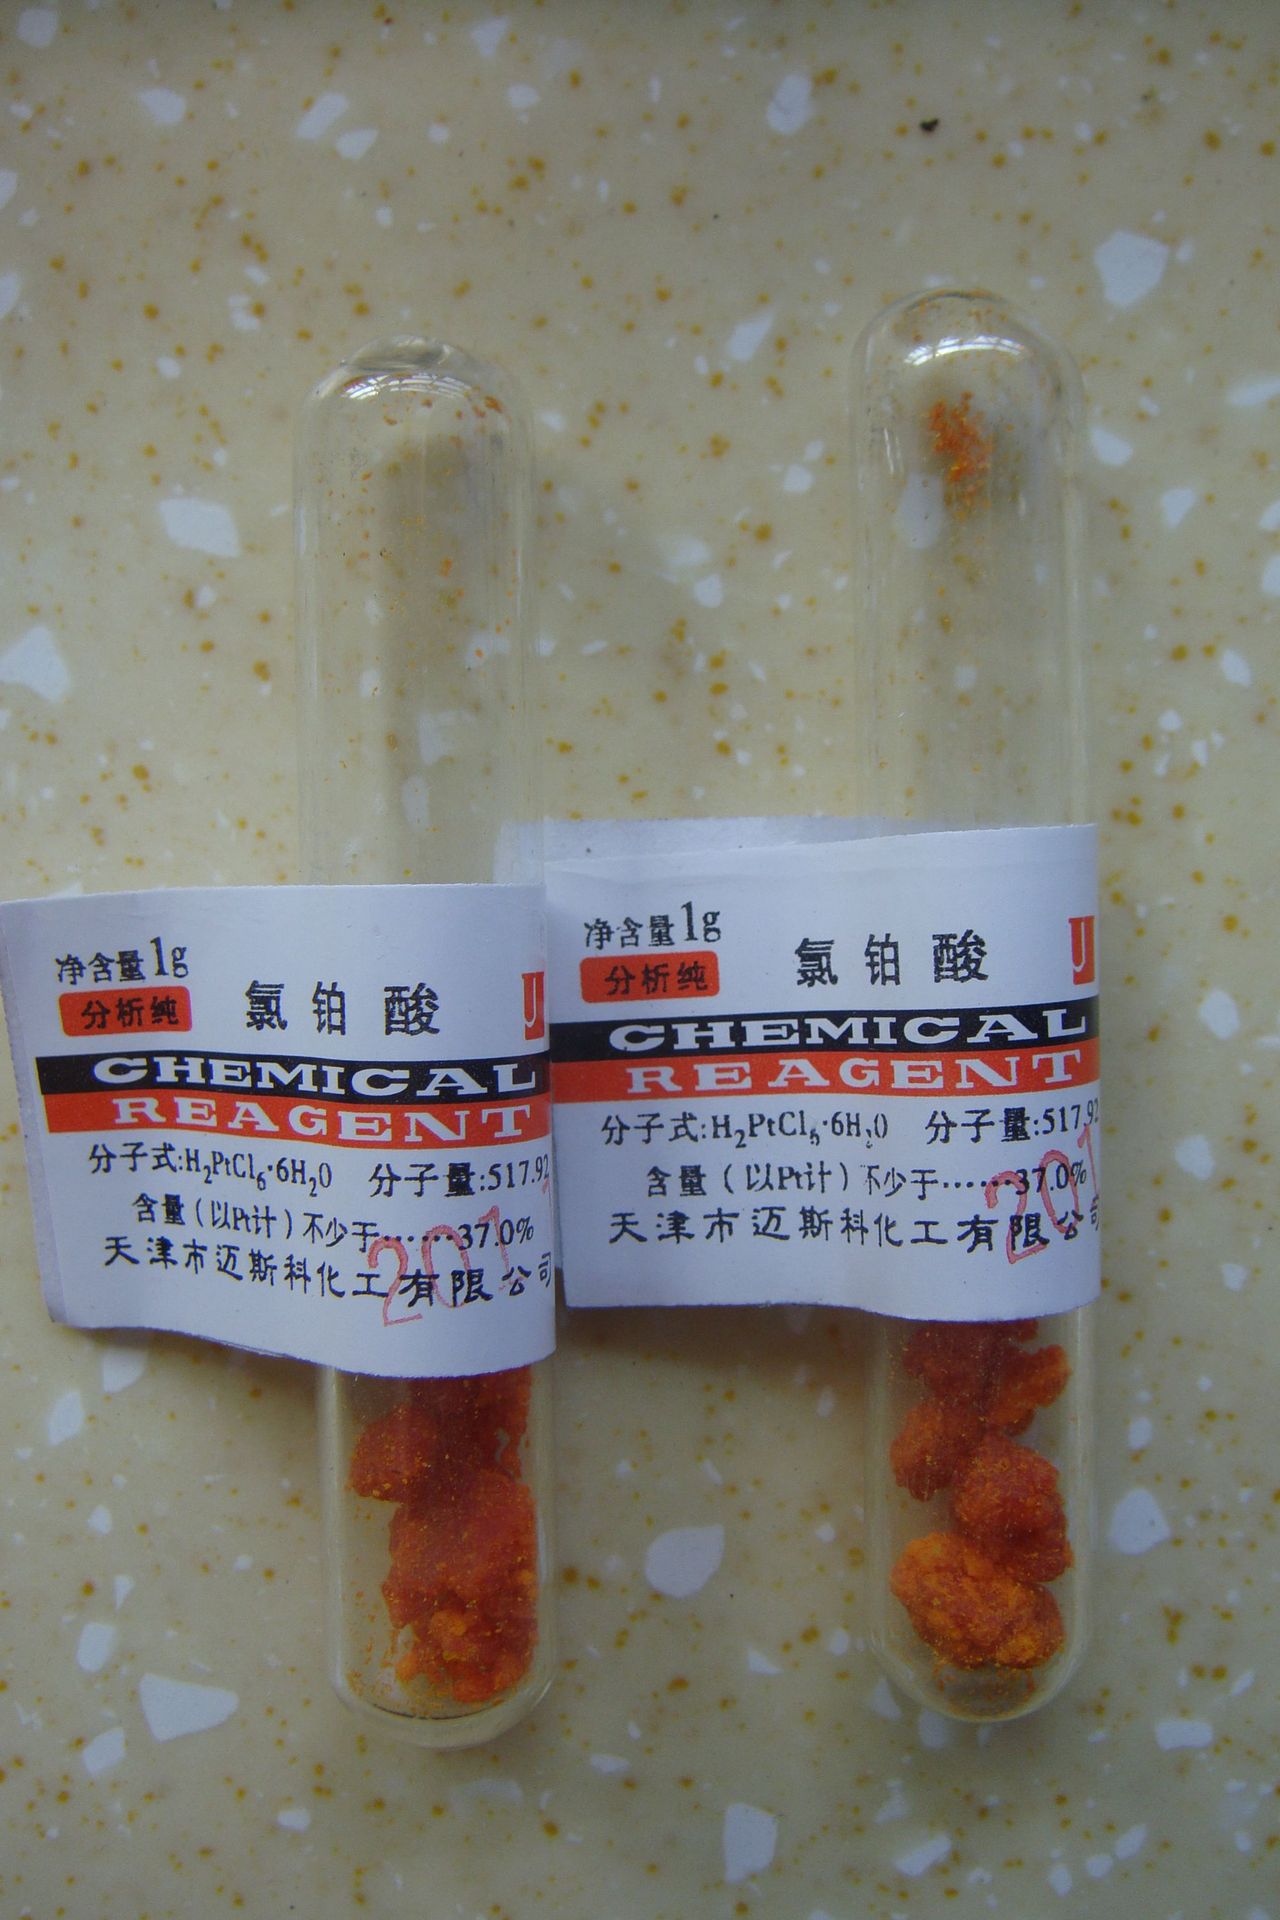 净含量1g
分析纯
氯铂酸
CHEMICAL
REAGENT
分子式:H₂PtCl₆·6H₂O 分子量:517.92
含量(以Pt计)不少于……37.0%
天津市迈斯科化工有限公司
201
净含量1g
分析纯
氯铂酸
CHEMICAL
REAGENT
分子式:H₂PtCl₆·6H₂O 分子量:517.92
含量(以Pt计)不少于……37.0%
天津市迈斯科化工有限公司
201